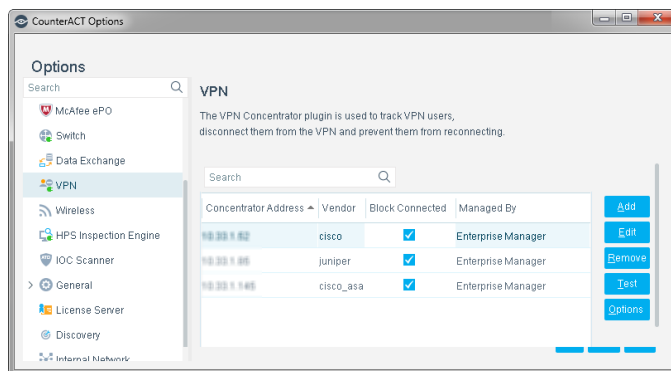 CounterACT Options
Options
Search
McAfee ePO
Switch
Data Exchange
VPN
Wireless
HPS Inspection Engine
IOC Scanner
General
License Server
Discovery
Internal Network
VPN
The VPN Concentrator plugin is used to track VPN users,
disconnect them from the VPN and prevent them from reconnecting.
Search
Concentrator Address Vendor Block Connected Managed By
cisco Enterprise Manager
juniper Enterprise Manager
cisco_asa Enterprise Manager
Add
Edit
Remove
Test
Options